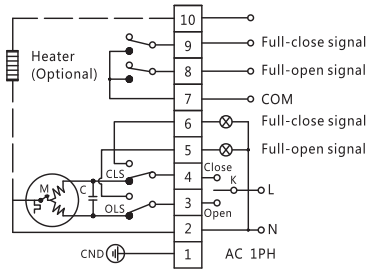 10
Heater
(Optional)
9
Full-close signal
8
Full-open signal
7
COM
6
Full-close signal
5
Full-open signal
CLS
4
Close
M
C
K
L
OLS
3
Open
2
N
CND
1
AC 1PH